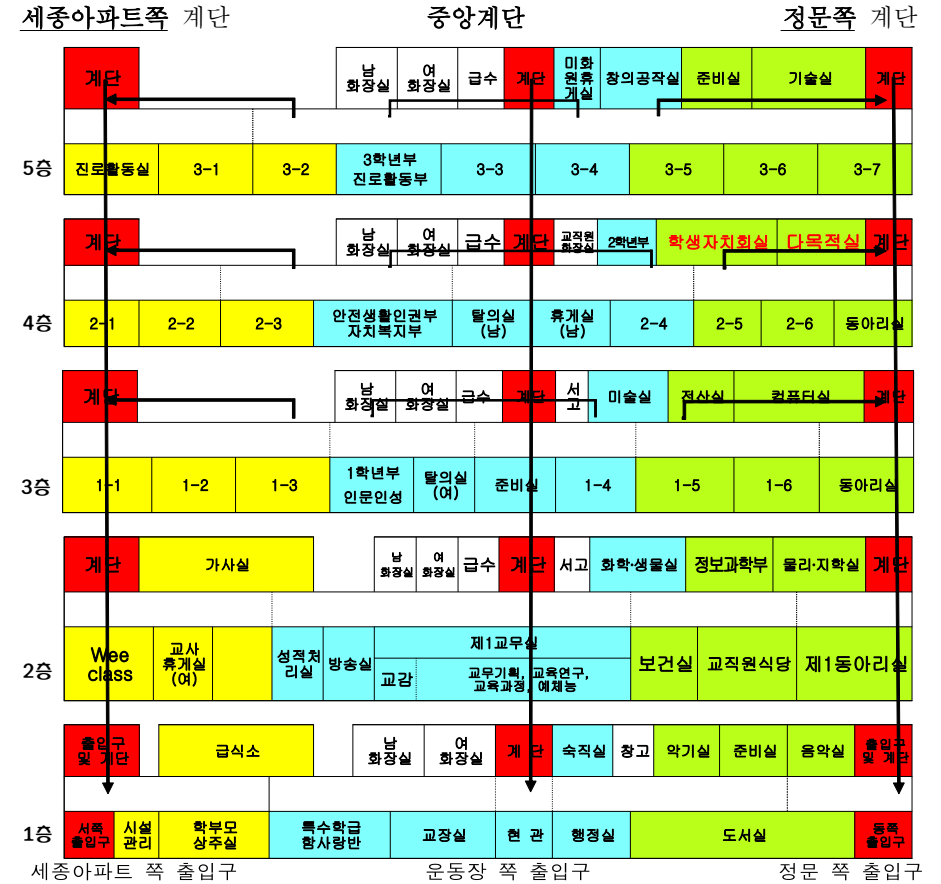 세종아파트쪽 계단 중앙계단 정문쪽 계단
계단 남 화장실 여 화장실 급수 계단 미화원휴게실 창의공작실 준비실 기술실 계단
5층 진로활동실 3-1 3-2 3학년부 진로활동부 3-3 3-4 3-5 3-6 3-7
계단 남 화장실 여 화장실 급수 계단 교직원 화장실 2학년부 학생자치회실 다목적실 계단
4층 2-1 2-2 2-3 안전생활인권부 자치복지부 탈의실 (남) 휴게실 (남) 2-4 2-5 2-6 동아리실
계단 남 화장실 여 화장실 급수 계단 서고 미술실 전산실 컴퓨터실 계단
3층 1-1 1-2 1-3 1학년부 인문인성 탈의실 (여) 준비실 1-4 1-5 1-6 동아리실
계단 가사실 남 화장실 여 화장실 급수 계단 서고 화학·생물실 정보과학부 물리·지학실 계단
2층 Wee class 교사 휴게실 (여) 성적처리실 방송실 제1교무실 교감 교무기획, 교육연구, 교육과정, 예체능 보건실 교직원식당 제1동아리실
출입구 및 계단 급식소 남 화장실 여 화장실 계 단 숙직실 창고 악기실 준비실 음악실 출입구 및 계단
1층 서쪽 출입구 시설 관리 학부모 상주실 특수학급 함사랑반 교장실 현 관 행정실 도서실 동쪽 출입구
세종아파트 쪽 출입구 운동장 쪽 출입구 정문 쪽 출입구